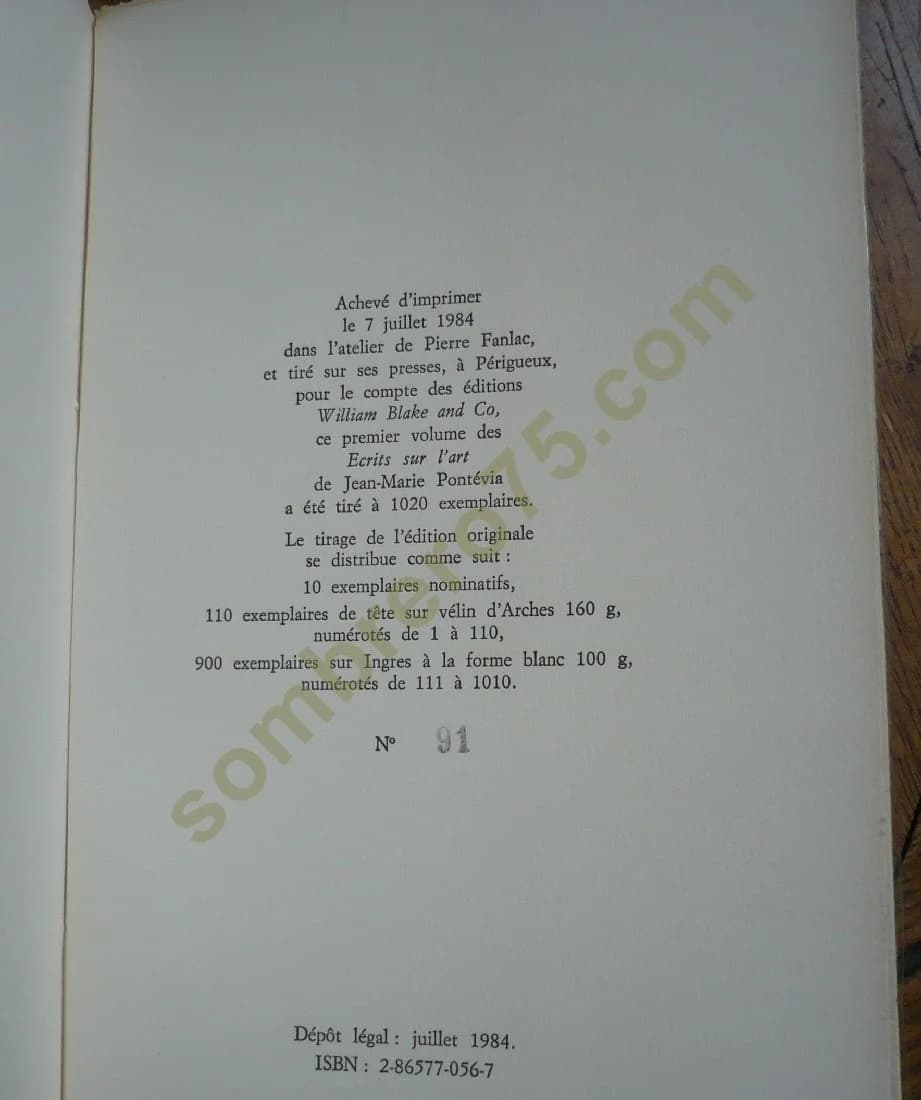 Achevé d'imprimer
le 7 juillet 1984
dans l'atelier de Pierre Fanlac,
et tiré sur ses presses, à Périgueux,
pour le compte des éditions
William Blake and Co,
ce premier volume des
Ecrits sur l'art
de Jean-Marie Pontévia
a été tiré à 1020 exemplaires.
Le tirage de l'édition originale
se distribue comme suit :
10 exemplaires nominatifs,
110 exemplaires de tête sur vélin d'Arches 160 g,
numérotés de 1 à 110,
900 exemplaires sur Ingres à la forme blanc 100 g,
numérotés de 111 à 1010.
Nº 91
Dépôt légal : juillet 1984.
ISBN : 2-86577-056-7
sombrero75.com